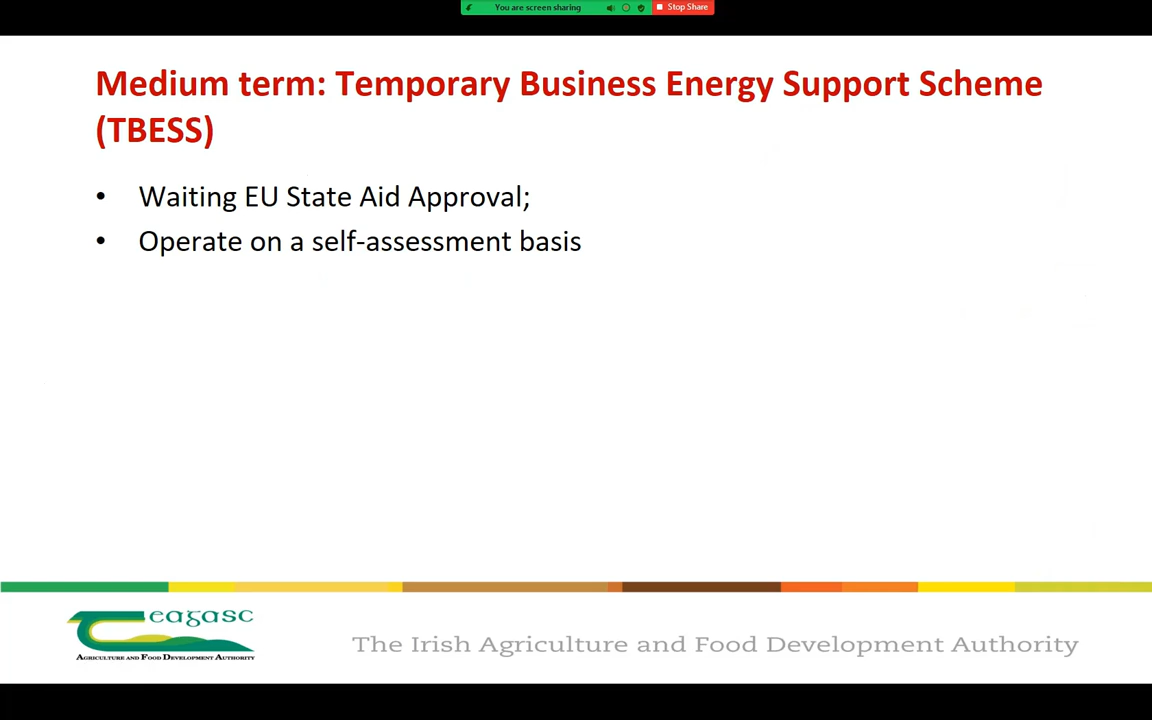 You are screen sharing
Stop Share
Medium term: Temporary Business Energy Support Scheme
(TBESS)
• Waiting EU State Aid Approval;
• Operate on a self-assessment basis
eagasc
AGRICULTURE AND FOOD DEVELOPMENT AUTHORITY
The Irish Agriculture and Food Development Authority